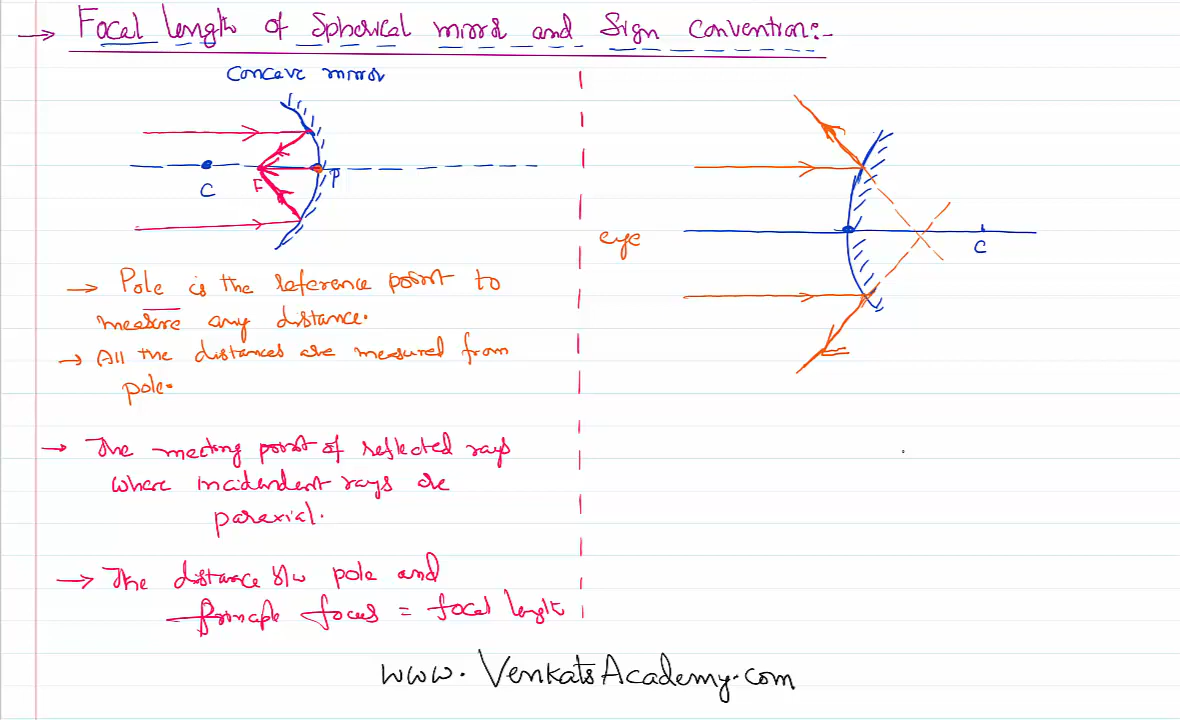 → Focal length of Spherical mirror and Sign Convention:-
Concave mirror
C
F
P
→ Pole is the reference point to
measure any distance.
→ All the distances are measured from
pole.
→ The meeting point of reflected rays
where incidendent rays are
parexial.
→ The distance b/w pole and
principle focus = focal length
eye
C
www.VenkatsAcademy.com